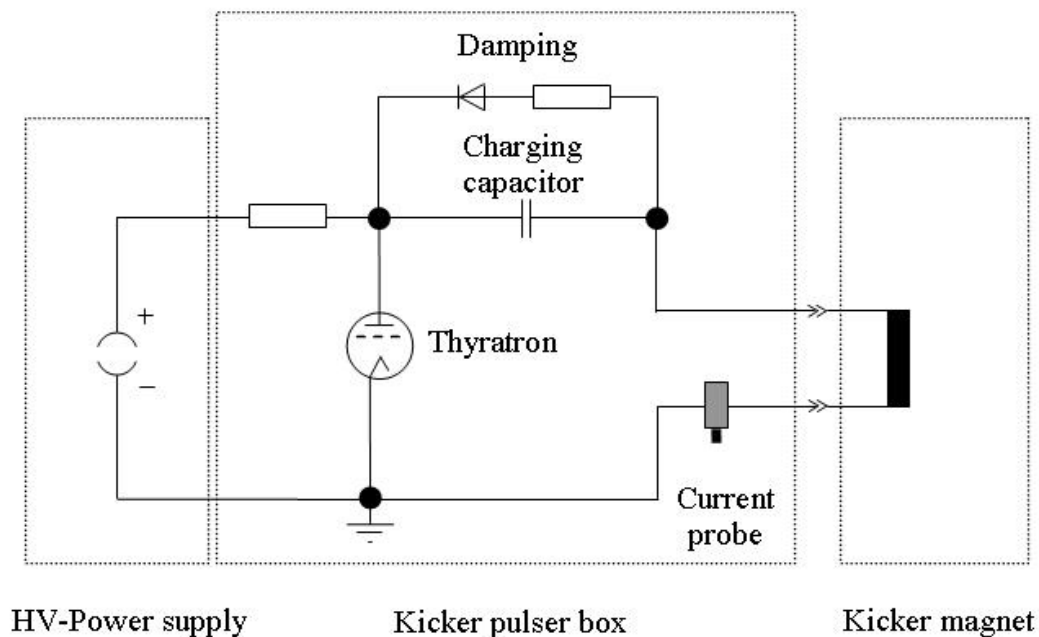 Damping
Charging
capacitor
+
−
Thyratron
Current
probe
HV-Power supply
Kicker pulser box
Kicker magnet